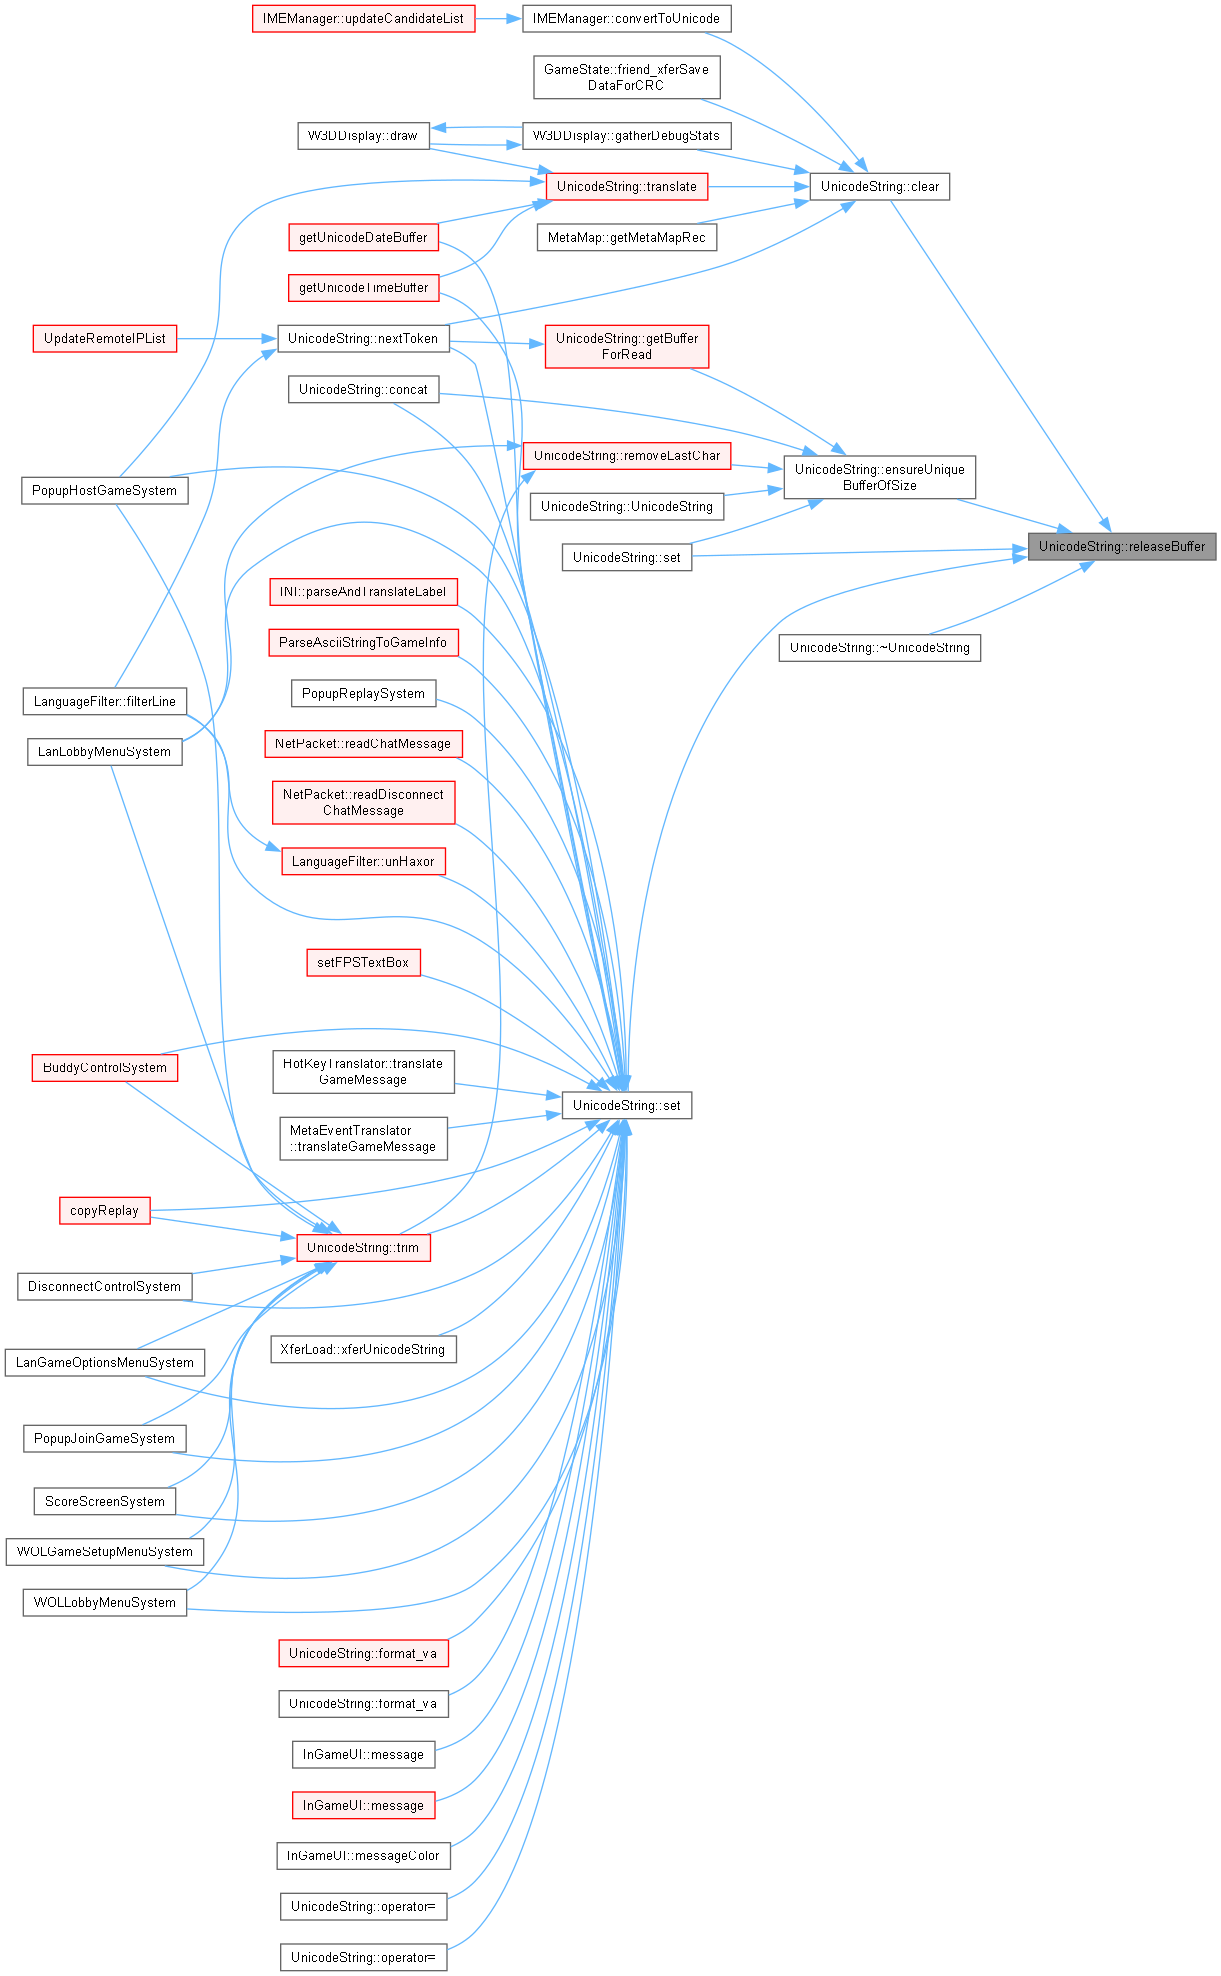 IMEManager::updateCandidateList
IMEManager::convertToUnicode
GameState::friend_xferSave
DataForCRC
W3DDisplay::draw
W3DDisplay::gatherDebugStats
UnicodeString::translate
UnicodeString::clear
getUnicodeDateBuffer
MetaMap::getMetaMapRec
getUnicodeTimeBuffer
UpdateRemoteIPList
UnicodeString::nextToken
UnicodeString::getBuffer
ForRead
UnicodeString::concat
UnicodeString::removeLastChar
UnicodeString::ensureUnique
BufferOfSize
PopupHostGameSystem
UnicodeString::UnicodeString
UnicodeString::releaseBuffer
UnicodeString::set
INI::parseAndTranslateLabel
ParseAsciiStringToGameInfo
UnicodeString::~UnicodeString
PopupReplaySystem
LanguageFilter::filterLine
NetPacket::readChatMessage
LanLobbyMenuSystem
NetPacket::readDisconnect
ChatMessage
LanguageFilter::unHaxor
setFPSTextBox
BuddyControlSystem
HotKeyTranslator::translate
GameMessage
UnicodeString::set
MetaEventTranslator
::translateGameMessage
copyReplay
UnicodeString::trim
DisconnectControlSystem
XferLoad::xferUnicodeString
LanGameOptionsMenuSystem
PopupJoinGameSystem
ScoreScreenSystem
WOLGameSetupMenuSystem
WOLLobbyMenuSystem
UnicodeString::format_va
UnicodeString::format_va
InGameUI::message
InGameUI::message
InGameUI::messageColor
UnicodeString::operator=
UnicodeString::operator=